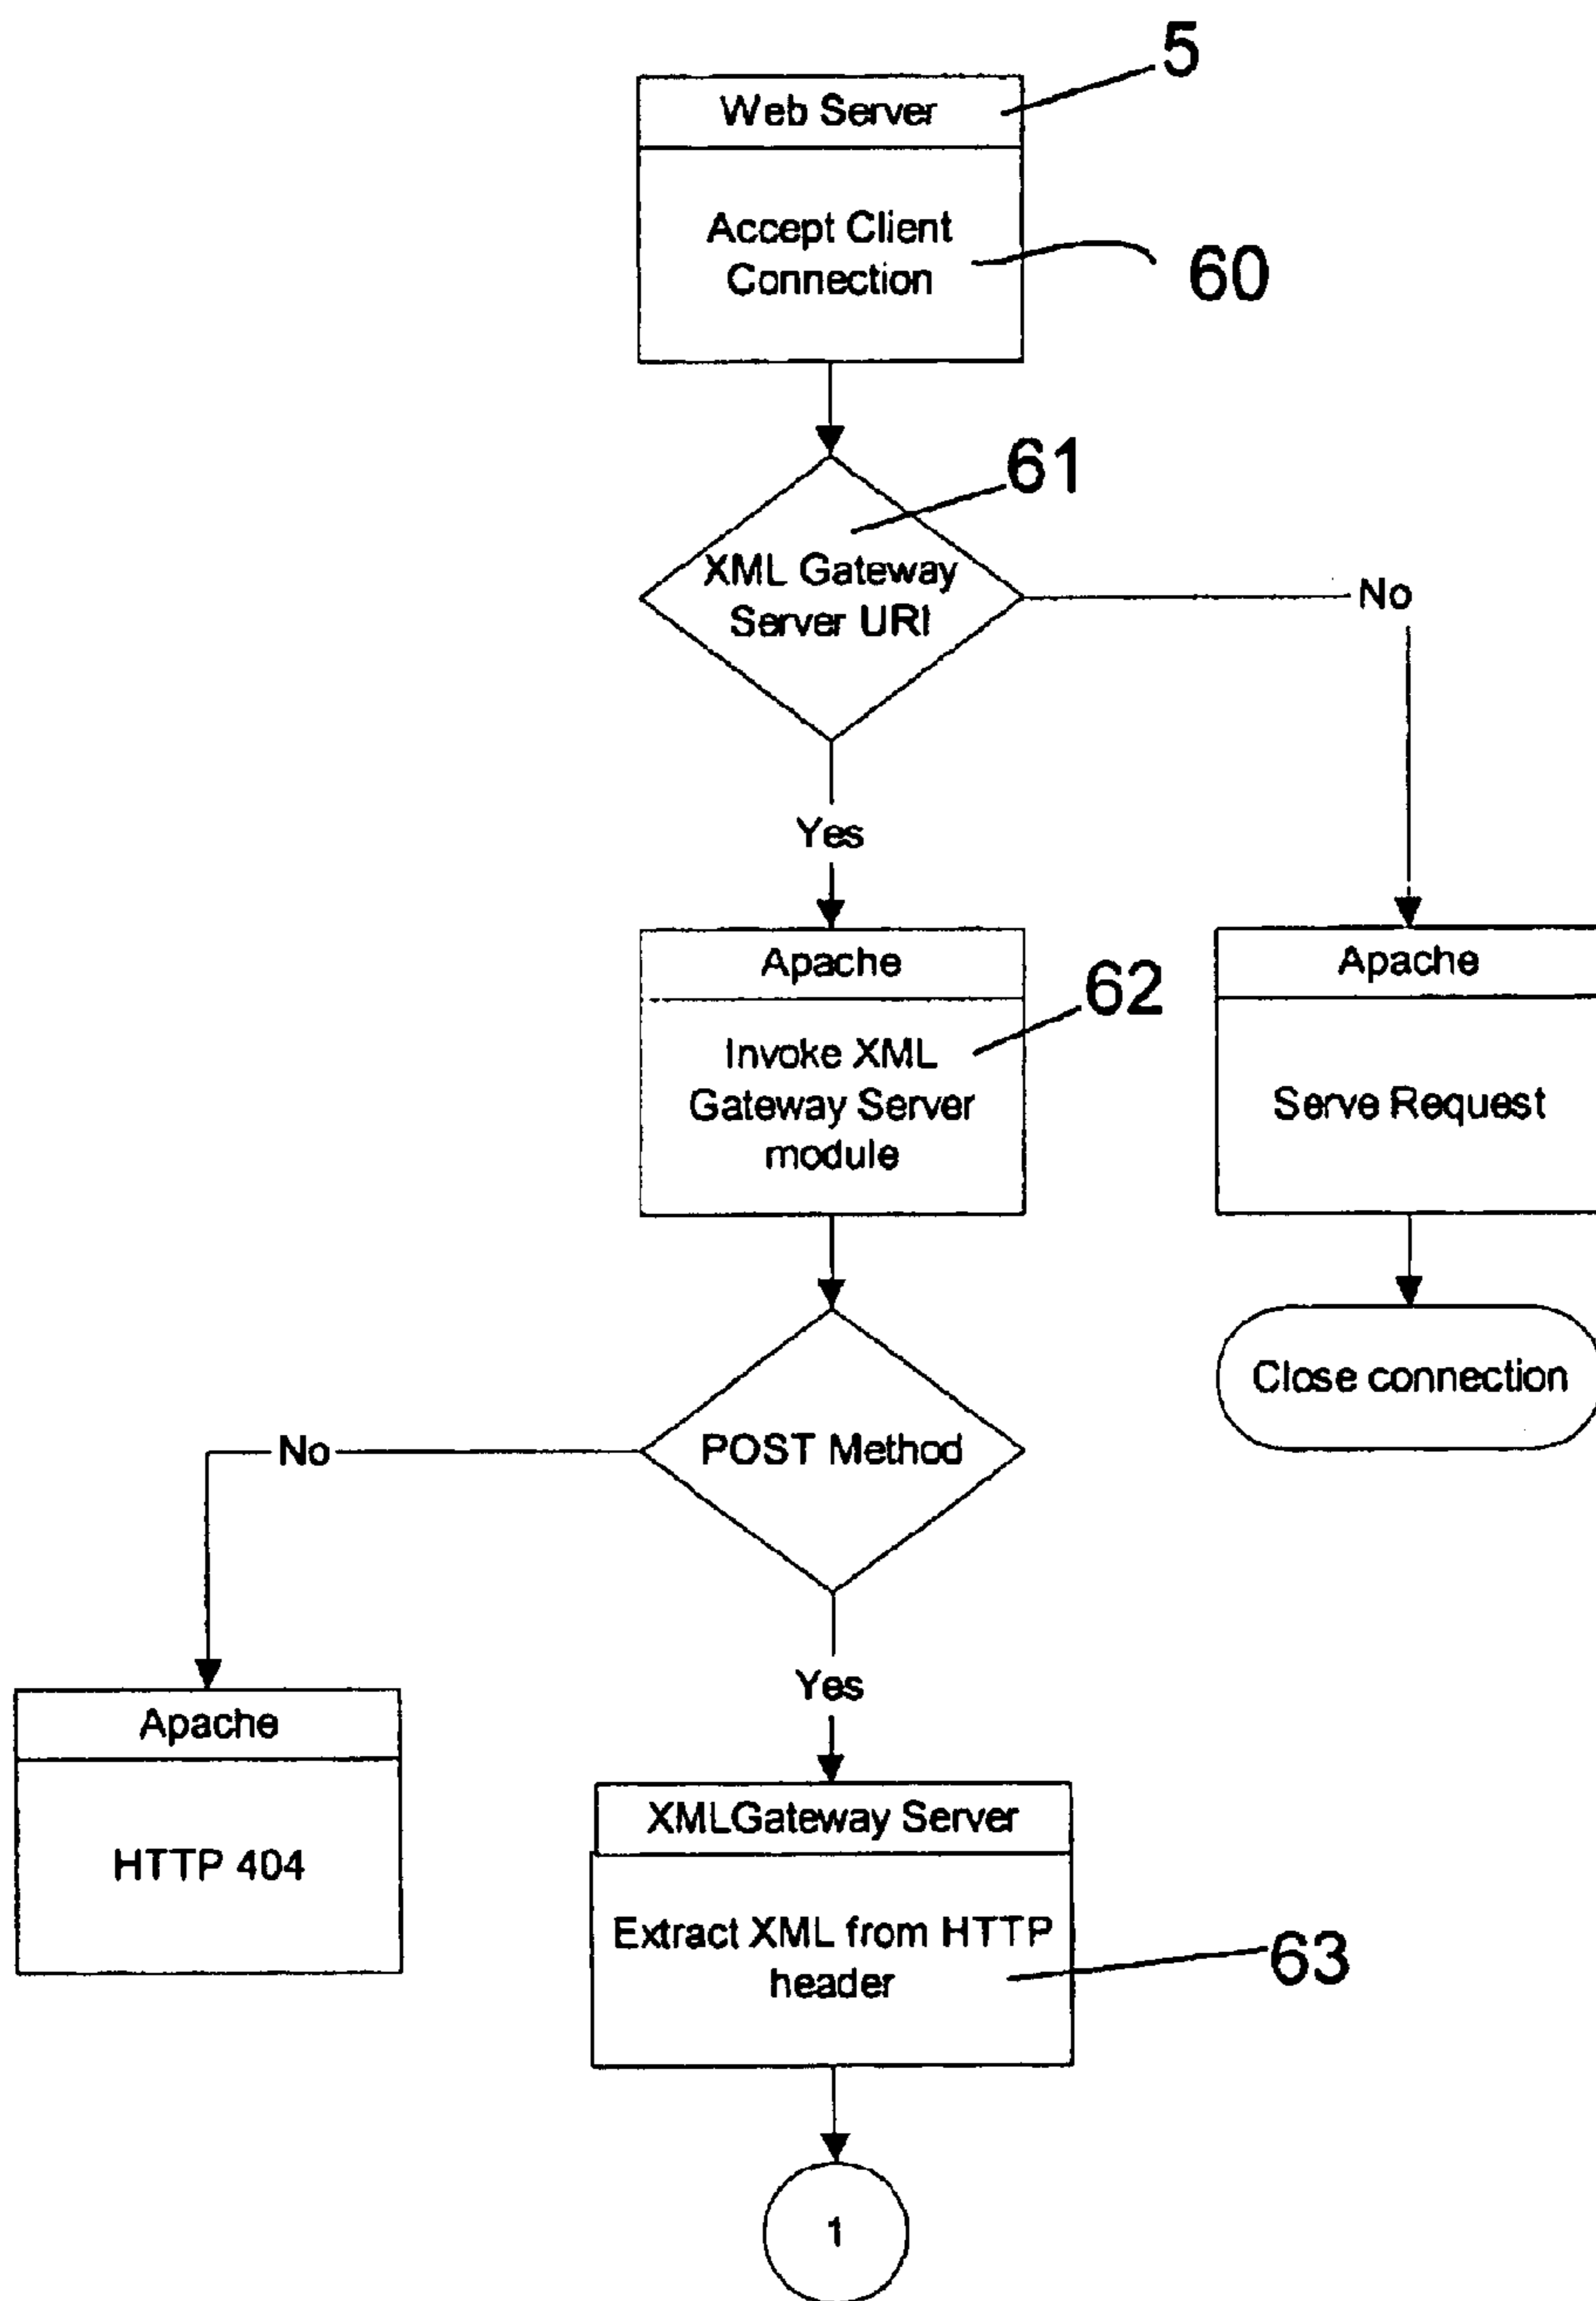 5
Web Server
Accept Client
Connection
60
61
XML Gateway
Server URI
No
Yes
Apache
Invoke XML
Gateway Server
module
62
Apache
Serve Request
Close connection
POST Method
No
Yes
Apache
HTTP 404
XMLGateway Server
Extract XML from HTTP
header
63
1